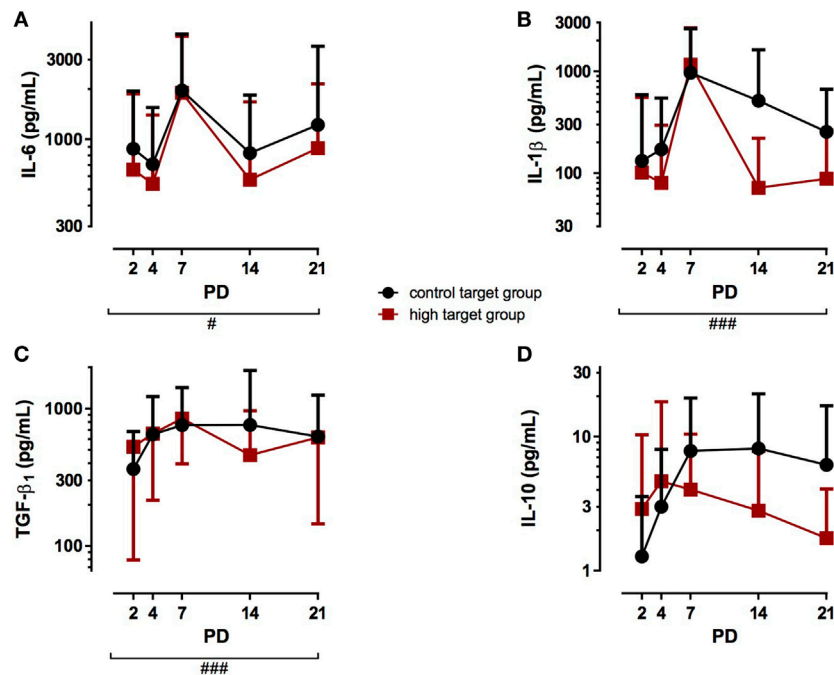 A
IL-6 (pg/mL)
3000
1000
300
2 4 7 14 21
PD
#
B
IL-1β (pg/mL)
3000
1000
300
100
30
2 4 7 14 21
PD
###
control target group
high target group
C
TGF-β1 (pg/mL)
1000
300
100
2 4 7 14 21
PD
###
D
IL-10 (pg/mL)
30
10
3
1
2 4 7 14 21
PD